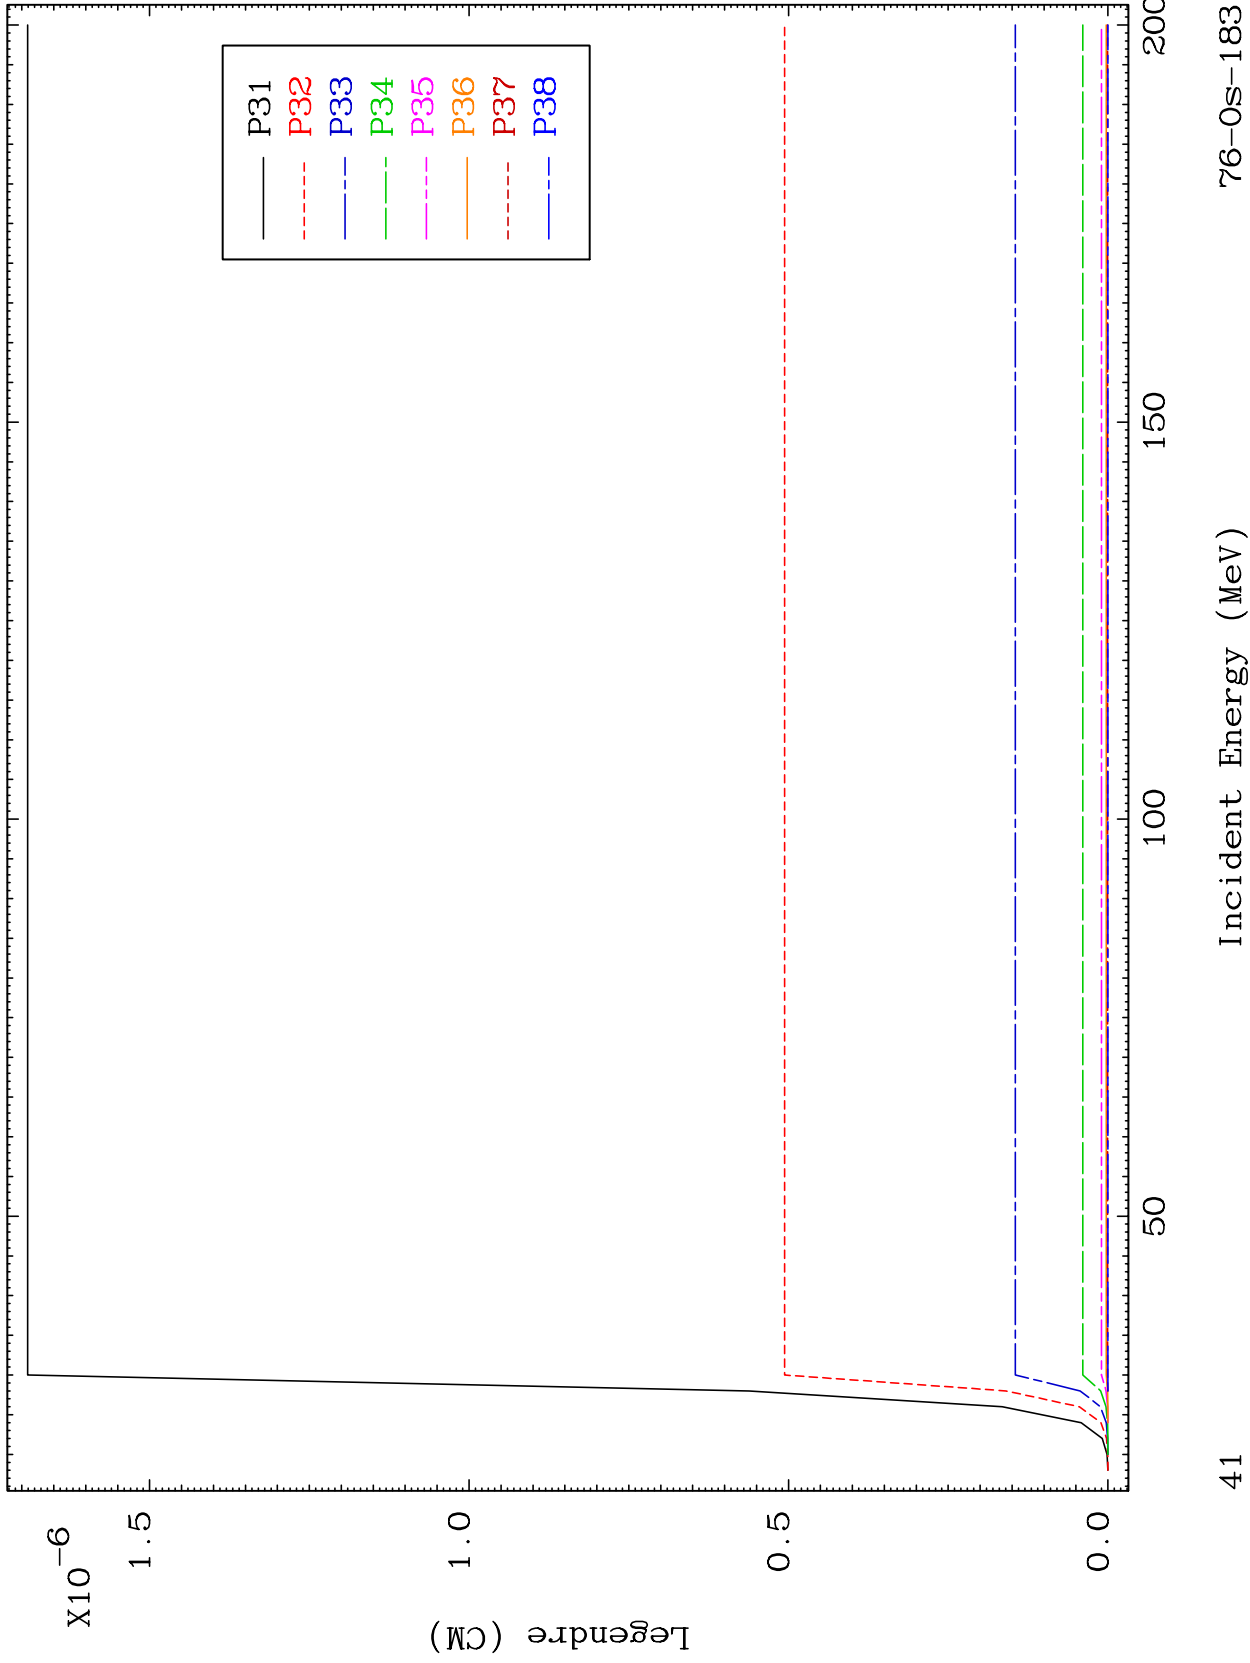 X10-6
1.5
1.0
0.5
0.0
Legendre (CM)
P31
P32
P33
P34
P35
P36
P37
P38
50
100
150
200
Incident Energy (MeV)
41
76-Os-183